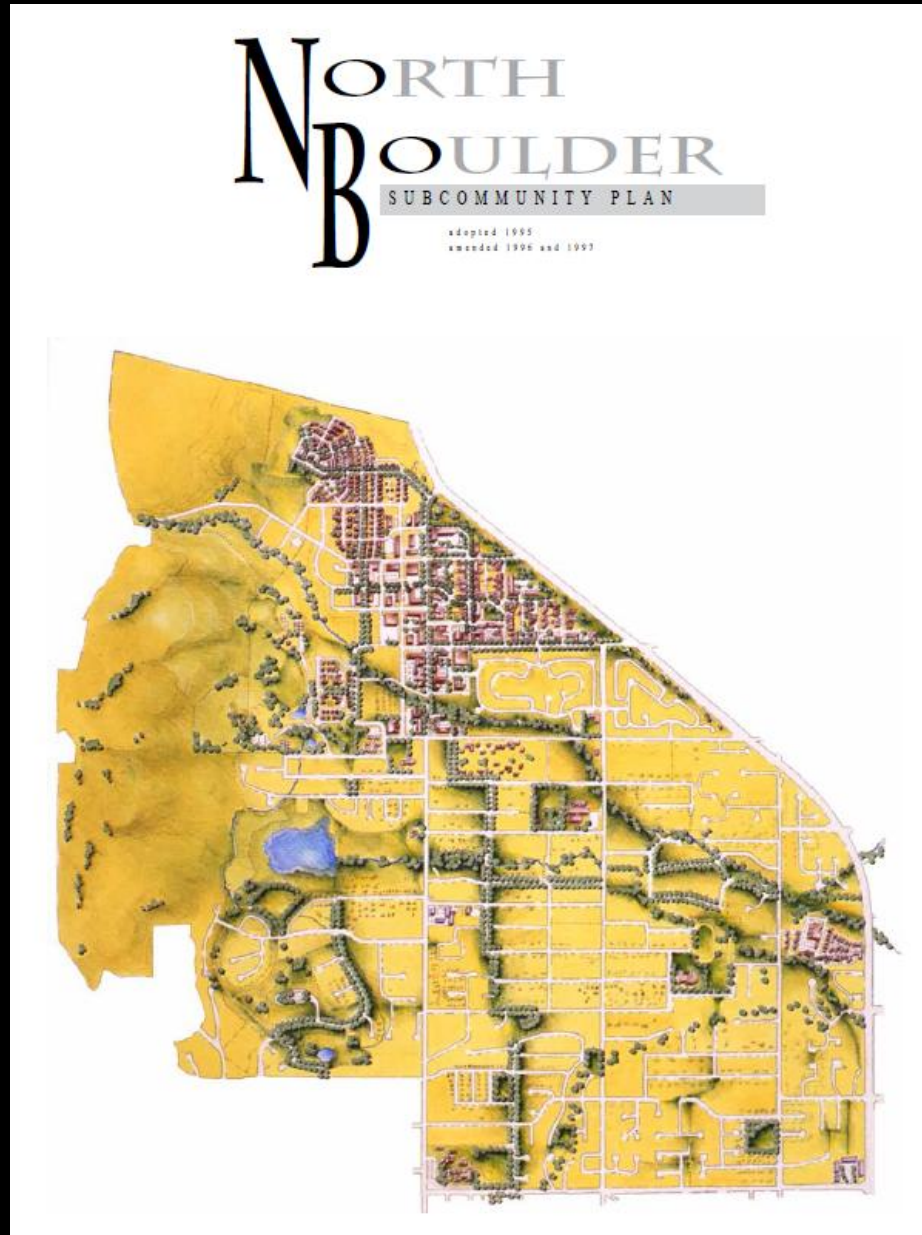 NORTH
BOULDER
SUBCOMMUNITY PLAN
adopted 1995
amended 1996 and 1997